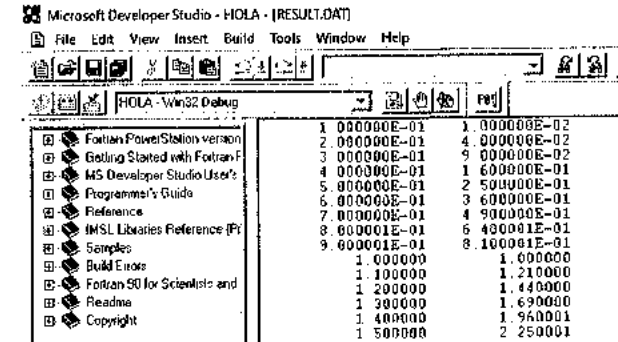 Microsoft Developer Studio - HOLA - [RESULT.DAT]
File Edit View Insert Build Tools Window Help
HOLA - Win32 Debug
Fortran PowerStation version
Getting Started with Fortran P
MS Developer Studio User's
Programmer's Guide
Reference
IMSL Libraries Reference (Pr
Samples
Build Errors
Fortran 90 for Scientists and
Readme
Copyright
1.000000E-01 1.000000E-02
2.000000E-01 4.000000E-02
3.000000E-01 9.000000E-02
4.000000E-01 1.600000E-01
5.000000E-01 2.500000E-01
6.000000E-01 3.600000E-01
7.000000E-01 4.900000E-01
8.000001E-01 6.400001E-01
9.000001E-01 8.100001E-01
1.000000 1.000000
1.100000 1.210000
1.200000 1.440000
1.300000 1.690000
1.400000 1.960001
1.500000 2.250001